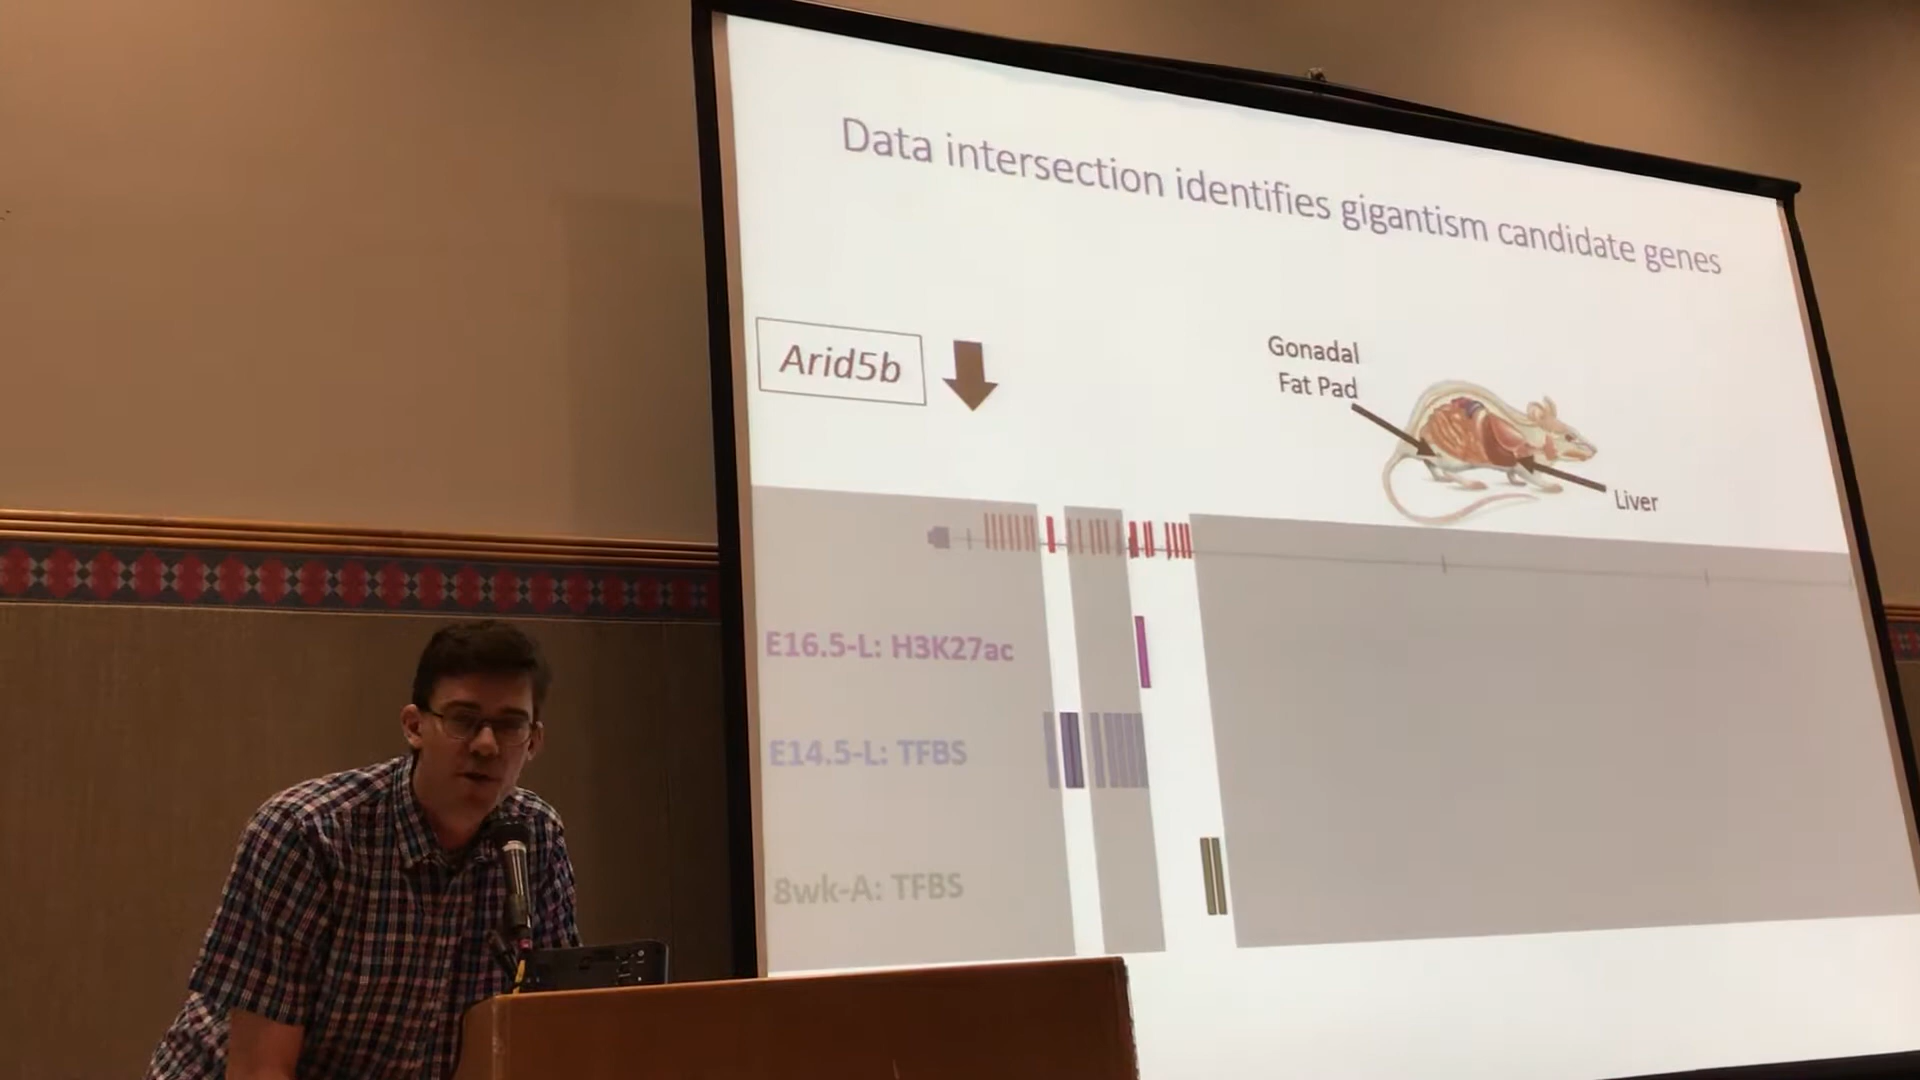 Data intersection identifies gigantism candidate genes
Arid5b
Gonadal
Fat Pad
Liver
E16.5-L: H3K27ac
E14.5-L: TFBS
8wk-A: TFBS